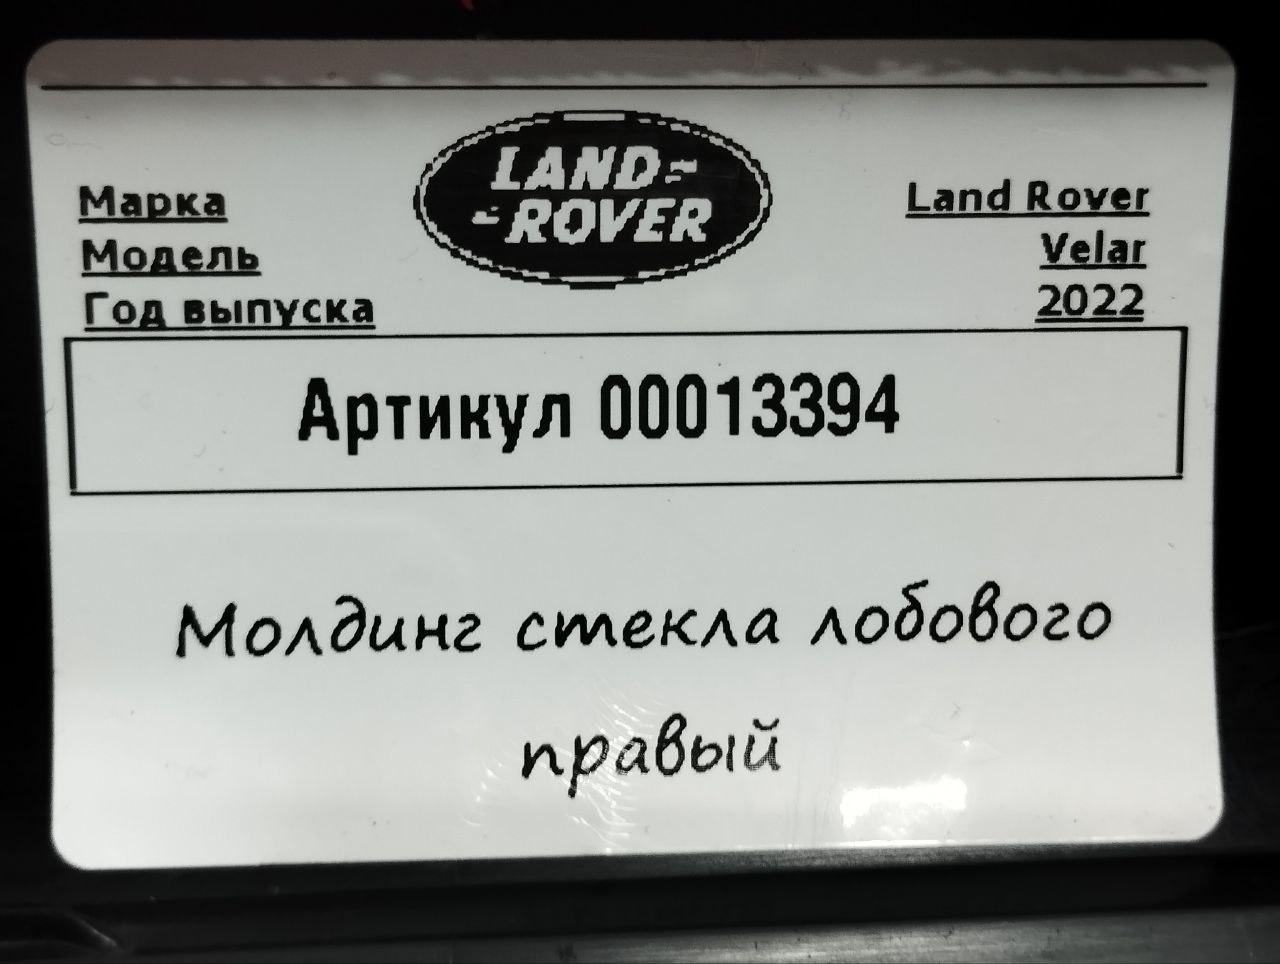 LAND
ROVER
Марка Land Rover
Модель Velar
Год выпуска 2022
Артикул 00013394
Молдинг стекла лобового
правый